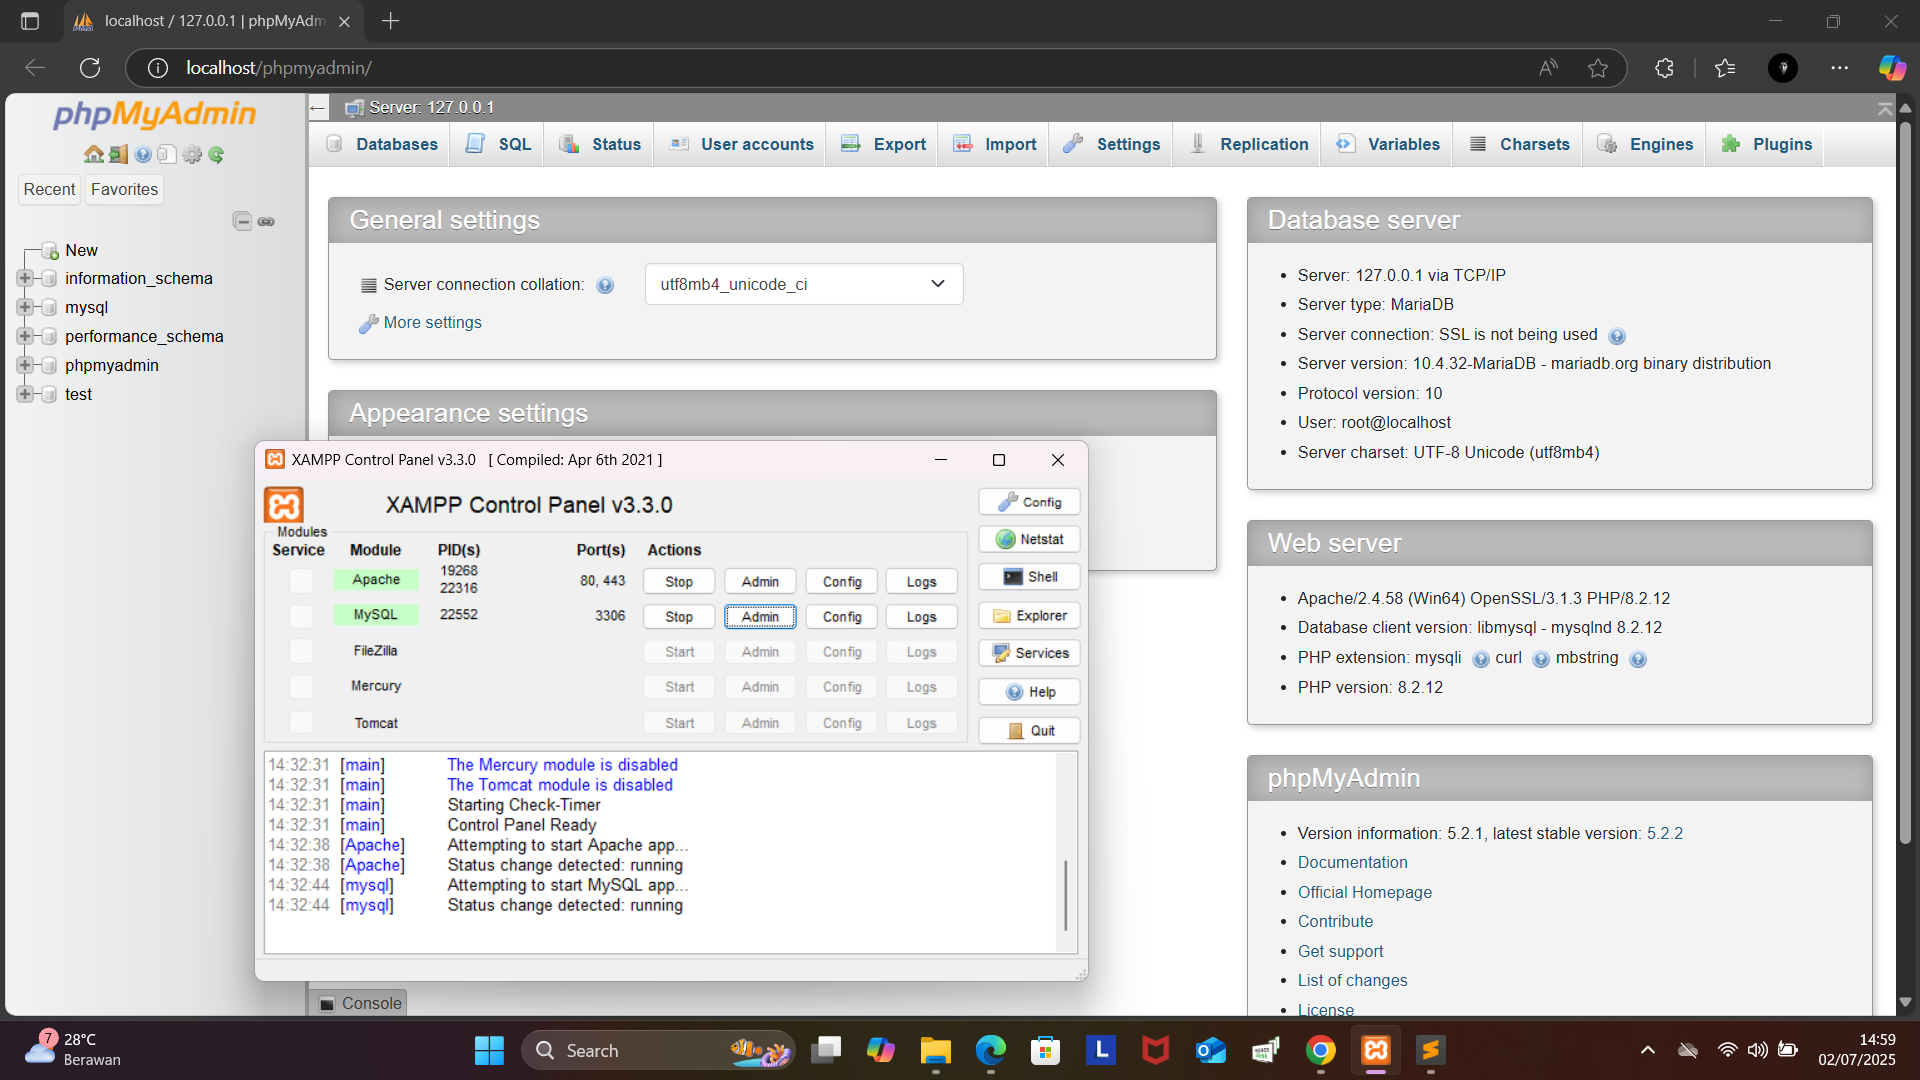 localhost / 127.0.0.1 | phpMyAdm
localhost/phpmyadmin/
phpMyAdmin
Recent Favorites
New
information_schema
mysql
performance_schema
phpmyadmin
test
Server: 127.0.0.1
Databases SQL Status User accounts Export Import Settings Replication Variables Charsets Engines Plugins
General settings
Server connection collation: utf8mb4_unicode_ci
More settings
Appearance settings
Database server
Server: 127.0.0.1 via TCP/IP
Server type: MariaDB
Server connection: SSL is not being used
Server version: 10.4.32-MariaDB - mariadb.org binary distribution
Protocol version: 10
User: root@localhost
Server charset: UTF-8 Unicode (utf8mb4)
Web server
Apache/2.4.58 (Win64) OpenSSL/3.1.3 PHP/8.2.12
Database client version: libmysql - mysqlnd 8.2.12
PHP extension: mysqli curl mbstring
PHP version: 8.2.12
phpMyAdmin
Version information: 5.2.1, latest stable version: 5.2.2
Documentation
Official Homepage
Contribute
Get support
List of changes
License
XAMPP Control Panel v3.3.0 [ Compiled: Apr 6th 2021 ]
XAMPP Control Panel v3.3.0
Modules
Service Module PID(s) Port(s) Actions
Apache 19268 22316 80, 443 Stop Admin Config Logs
MySQL 22552 3306 Stop Admin Config Logs
FileZilla Start Admin Config Logs
Mercury Start Admin Config Logs
Tomcat Start Admin Config Logs
Config
Netstat
Shell
Explorer
Services
Help
Quit
14:32:31 [main] The Mercury module is disabled
14:32:31 [main] The Tomcat module is disabled
14:32:31 [main] Starting Check-Timer
14:32:31 [main] Control Panel Ready
14:32:38 [Apache] Attempting to start Apache app...
14:32:38 [Apache] Status change detected: running
14:32:44 [mysql] Attempting to start MySQL app...
14:32:44 [mysql] Status change detected: running
Console
7
28°C
Berawan
Search
L
14:59
02/07/2025